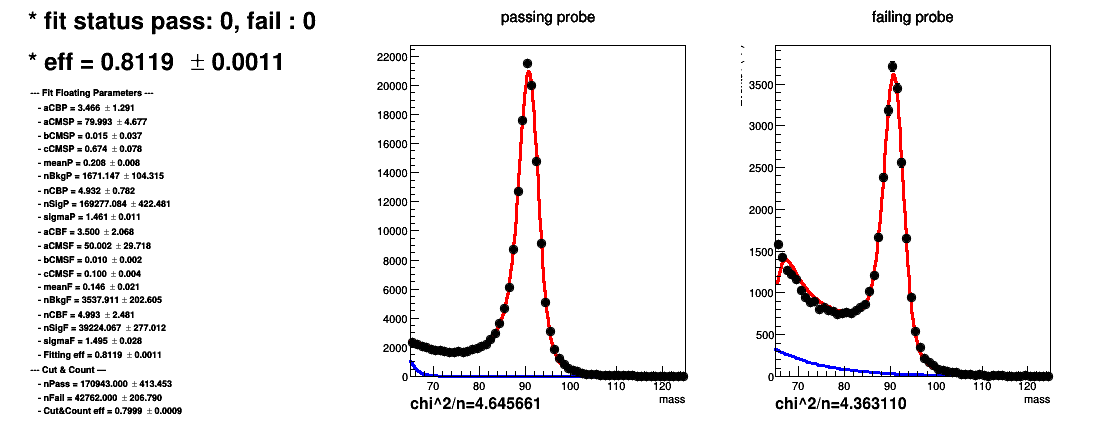 * fit status pass: 0, fail : 0
* eff = 0.8119 ± 0.0011
--- Fit Floating Parameters ---
- aCBP = 3.466 ± 1.291
- aCMSP = 79.993 ± 4.677
- bCMSP = 0.015 ± 0.037
- cCMSP = 0.674 ± 0.078
- meanP = 0.208 ± 0.008
- nBkgP = 1671.147 ± 104.315
- nCBP = 4.932 ± 0.782
- nSigP = 169277.084 ± 422.481
- sigmaP = 1.461 ± 0.011
- aCBF = 3.500 ± 2.068
- aCMSF = 50.002 ± 29.718
- bCMSF = 0.010 ± 0.002
- cCMSF = 0.100 ± 0.004
- meanF = 0.146 ± 0.021
- nBkgF = 3537.911 ± 202.605
- nCBF = 4.993 ± 2.481
- nSigF = 39224.067 ± 277.012
- sigmaF = 1.495 ± 0.028
- Fitting eff = 0.8119 ± 0.0011
--- Cut & Count ---
- nPass = 170943.000 ± 413.453
- nFail = 42762.000 ± 206.790
- Cut&Count eff = 0.7999 ± 0.0009
passing probe
22000
20000
18000
16000
14000
12000
10000
8000
6000
4000
2000
0
70 80 90 100 110 120
mass
chi^2/n=4.645661
failing probe
3500
3000
2500
2000
1500
1000
500
0
70 80 90 100 110 120
mass
chi^2/n=4.363110